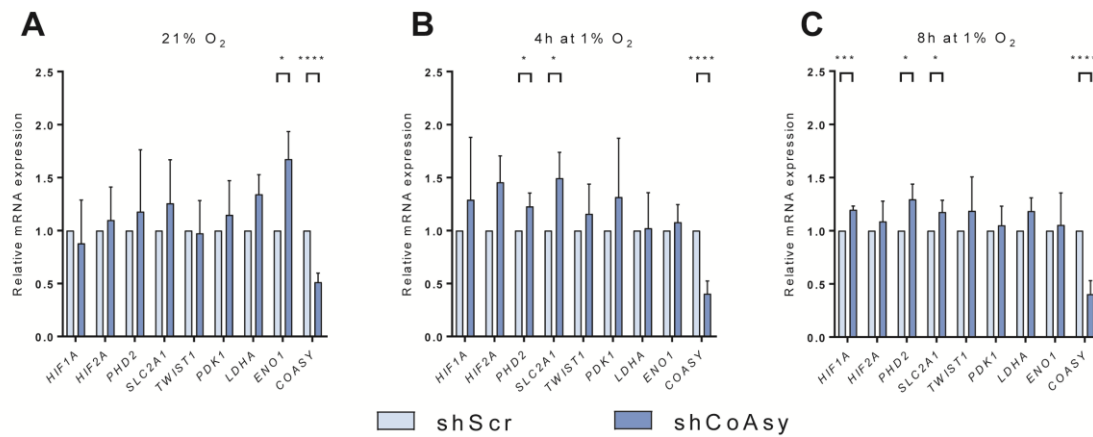 A
21% O₂
* ****
Relative mRNA expression
2.5
2.0
1.5
1.0
0.5
0.0
HIF1A
HIF2A
PHD2
SLC2A1
TWIST1
PDK1
LDHA
ENO1
COASY
B
4h at 1% O₂
* * ****
Relative mRNA expression
2.5
2.0
1.5
1.0
0.5
0.0
HIF1A
HIF2A
PHD2
SLC2A1
TWIST1
PDK1
LDHA
ENO1
COASY
C
8h at 1% O₂
*** * * ****
Relative mRNA expression
2.5
2.0
1.5
1.0
0.5
0.0
HIF1A
HIF2A
PHD2
SLC2A1
TWIST1
PDK1
LDHA
ENO1
COASY
shScr
shCoAsy